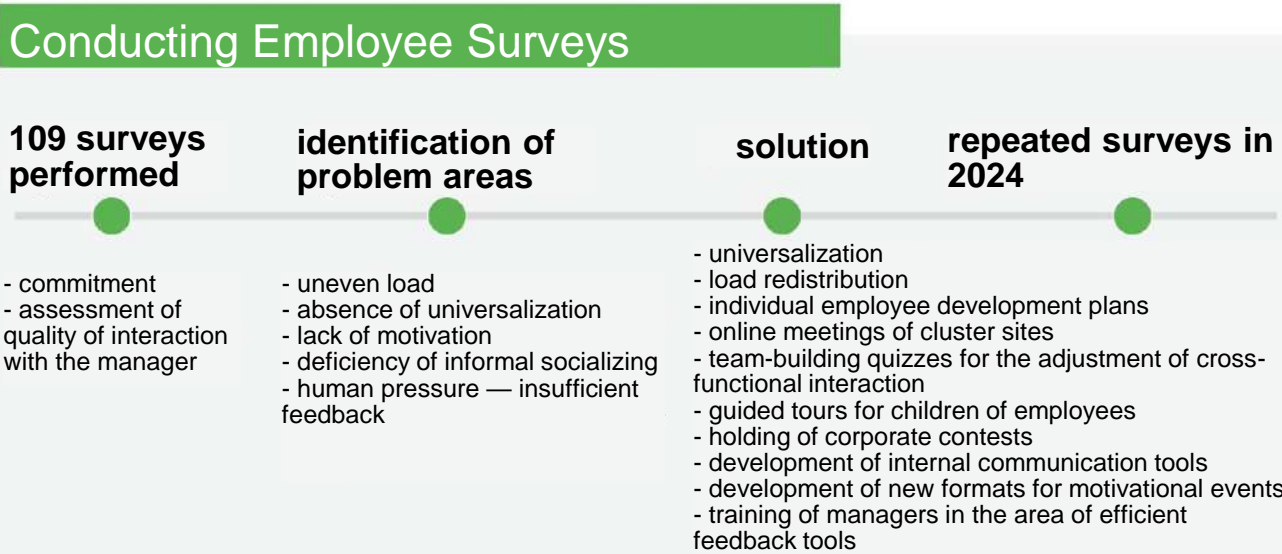 Conducting Employee Surveys
109 surveys
performed
identification of
problem areas
solution
repeated surveys in
2024
- commitment
- assessment of
quality of interaction
with the manager
- uneven load
- absence of universalization
- lack of motivation
- deficiency of informal socializing
- human pressure — insufficient
feedback
- universalization
- load redistribution
- individual employee development plans
- online meetings of cluster sites
- team-building quizzes for the adjustment of cross-
functional interaction
- guided tours for children of employees
- holding of corporate contests
- development of internal communication tools
- development of new formats for motivational events
- training of managers in the area of efficient
feedback tools